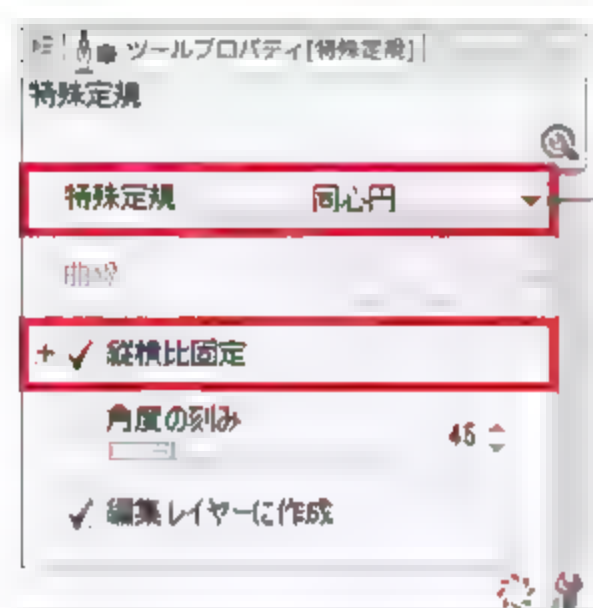 ツールプロパティ[特殊定規]
特殊定規
特殊定規 同心円
曲線
+ ✓ 縦横比固定
角度の刻み 45
✓ 編集レイヤーに作成